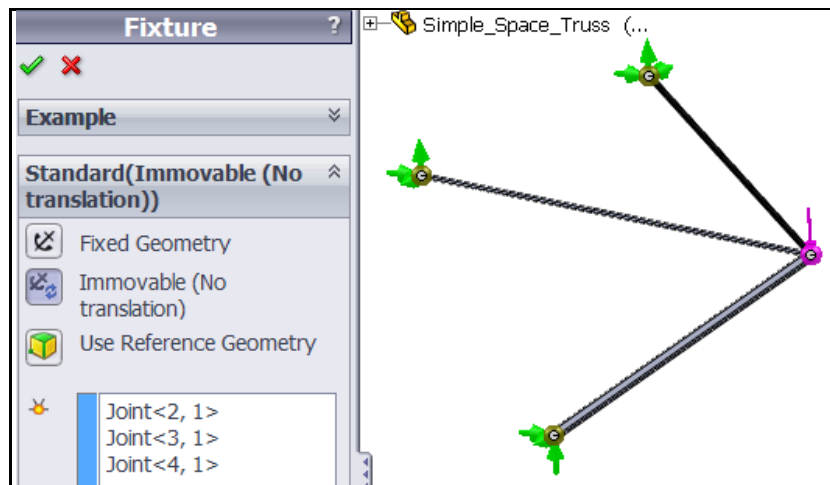 Fixture ?
Simple_Space_Truss (...
Example
Standard(Immovable (No
translation))
Fixed Geometry
Immovable (No
translation)
Use Reference Geometry
Joint<2, 1>
Joint<3, 1>
Joint<4, 1>